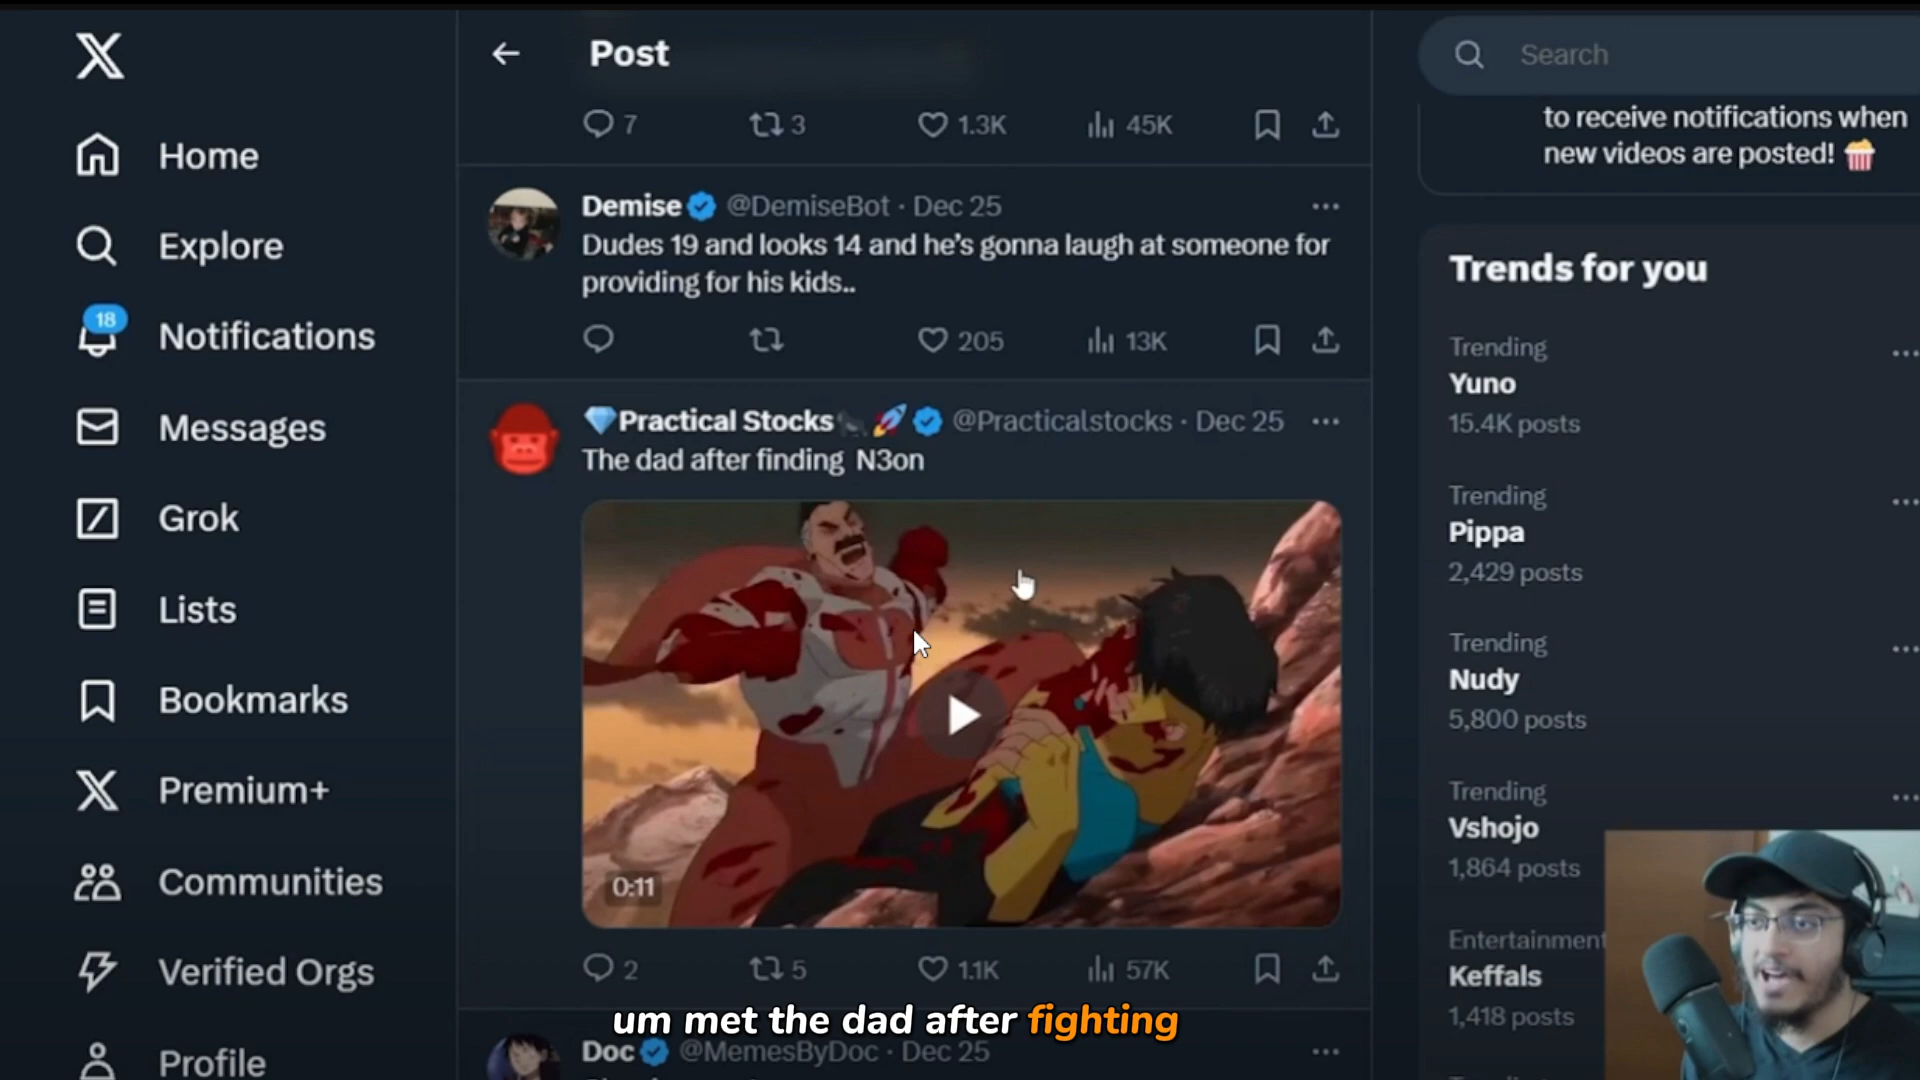 Post
Search
Home
Explore
18
Notifications
Messages
Grok
Lists
Bookmarks
Premium+
Communities
Verified Orgs
Profile
7 3 1.3K 45K
Demise @DemiseBot · Dec 25
Dudes 19 and looks 14 and he's gonna laugh at someone for
providing for his kids..
205 13K
💎Practical Stocks🦍🚀 @Practicalstocks · Dec 25
The dad after finding N3on
0:11
2 5 1.1K 57K
um met the dad after fighting
Doc @MemesByDoc · Dec 25
to receive notifications when
new videos are posted! 🍿
Trends for you
Trending
Yuno
15.4K posts
Trending
Pippa
2,429 posts
Trending
Nudy
5,800 posts
Trending
Vshojo
1,864 posts
Entertainment
Keffals
1,418 posts